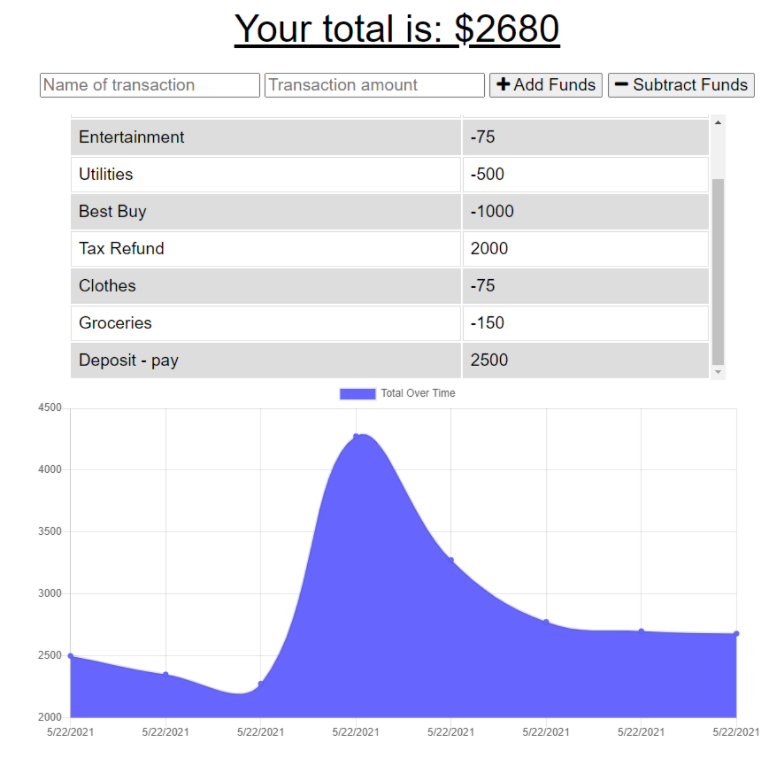 Your total is: $2680
Name of transaction Transaction amount Add Funds Subtract Funds
Entertainment -75
Utilities -500
Best Buy -1000
Tax Refund 2000
Clothes -75
Groceries -150
Deposit - pay 2500
Total Over Time
4500
4000
3500
3000
2500
2000
5/22/2021 5/22/2021 5/22/2021 5/22/2021 5/22/2021 5/22/2021 5/22/2021 5/22/2021